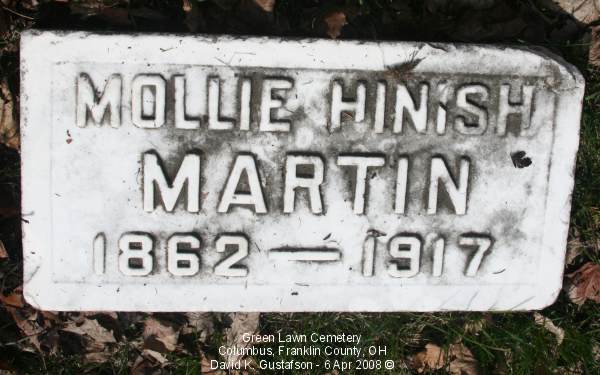 MOLLIE HINISH
MARTIN
1862 — 1917
Green Lawn Cemetery
Columbus, Franklin County, OH
David K. Gustafson - 6 Apr 2008 ©